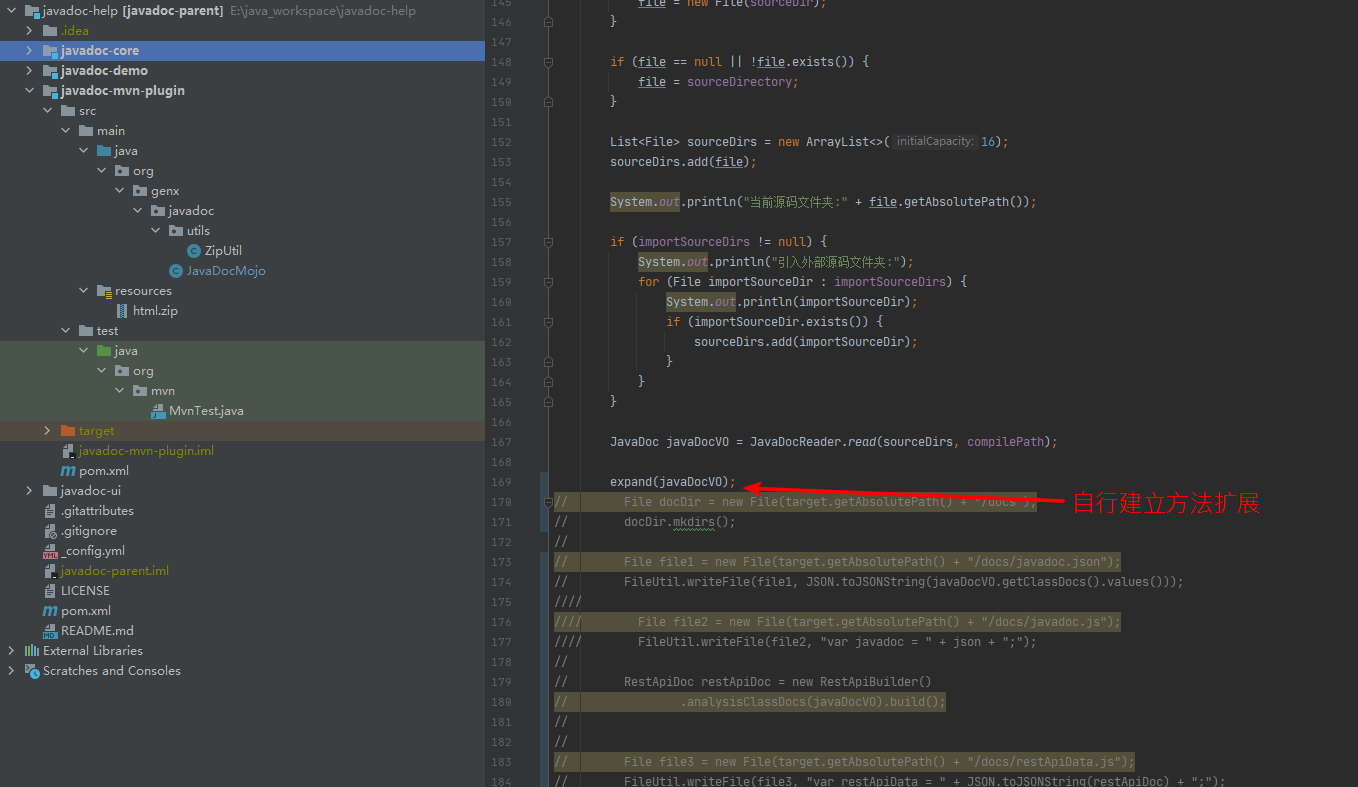 javadoc-help [javadoc-parent] E:\java_workspace\javadoc-help
.idea
javadoc-core
javadoc-demo
javadoc-mvn-plugin
src
main
java
org
genx
javadoc
utils
ZipUtil
JavaDocMojo
resources
html.zip
test
java
org
mvn
MvnTest.java
target
javadoc-mvn-plugin.iml
pom.xml
javadoc-ui
.gitattributes
.gitignore
_config.yml
javadoc-parent.iml
LICENSE
pom.xml
README.md
External Libraries
Scratches and Consoles
145 file = new File(sourceDir);
146 }
147
148 if (file == null || !file.exists()) {
149 file = sourceDirectory;
150 }
151
152 List<File> sourceDirs = new ArrayList<>( initialCapacity: 16);
153 sourceDirs.add(file);
154
155 System.out.println("当前源码文件夹:" + file.getAbsolutePath());
156
157 if (importSourceDirs != null) {
158 System.out.println("引入外部源码文件夹:");
159 for (File importSourceDir : importSourceDirs) {
160 System.out.println(importSourceDir);
161 if (importSourceDir.exists()) {
162 sourceDirs.add(importSourceDir);
163 }
164 }
165 }
166
167 JavaDoc javaDocVO = JavaDocReader.read(sourceDirs, compilePath);
168
169 expand(javaDocVO);
自行建立方法扩展
170 // File docDir = new File(target.getAbsolutePath() + "/docs");
171 // docDir.mkdirs();
172 //
173 // File file1 = new File(target.getAbsolutePath() + "/docs/javadoc.json");
174 // FileUtil.writeFile(file1, JSON.toJSONString(javaDocVO.getClassDocs().values()));
175 ////
176 //// File file2 = new File(target.getAbsolutePath() + "/docs/javadoc.js");
177 //// FileUtil.writeFile(file2, "var javadoc = " + json + ";");
178 //
179 // RestApiDoc restApiDoc = new RestApiBuilder()
180 // .analysisClassDocs(javaDocVO).build();
181 //
182 //
183 // File file3 = new File(target.getAbsolutePath() + "/docs/restApiData.js");
184 // FileUtil.writeFile(file3, "var restApiData = " + JSON.toJSONString(restApiDoc) + ";");